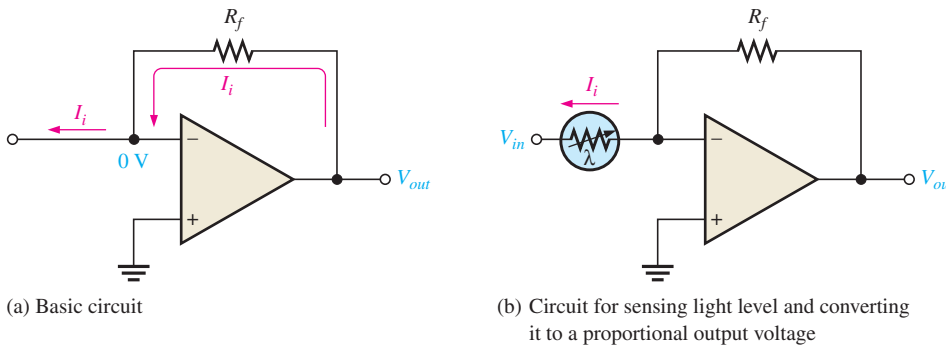 R_f
I_i
I_i
0 V
−
+
V_out
(a) Basic circuit
R_f
I_i
V_in
λ
−
+
V_ou
(b) Circuit for sensing light level and converting
it to a proportional output voltage